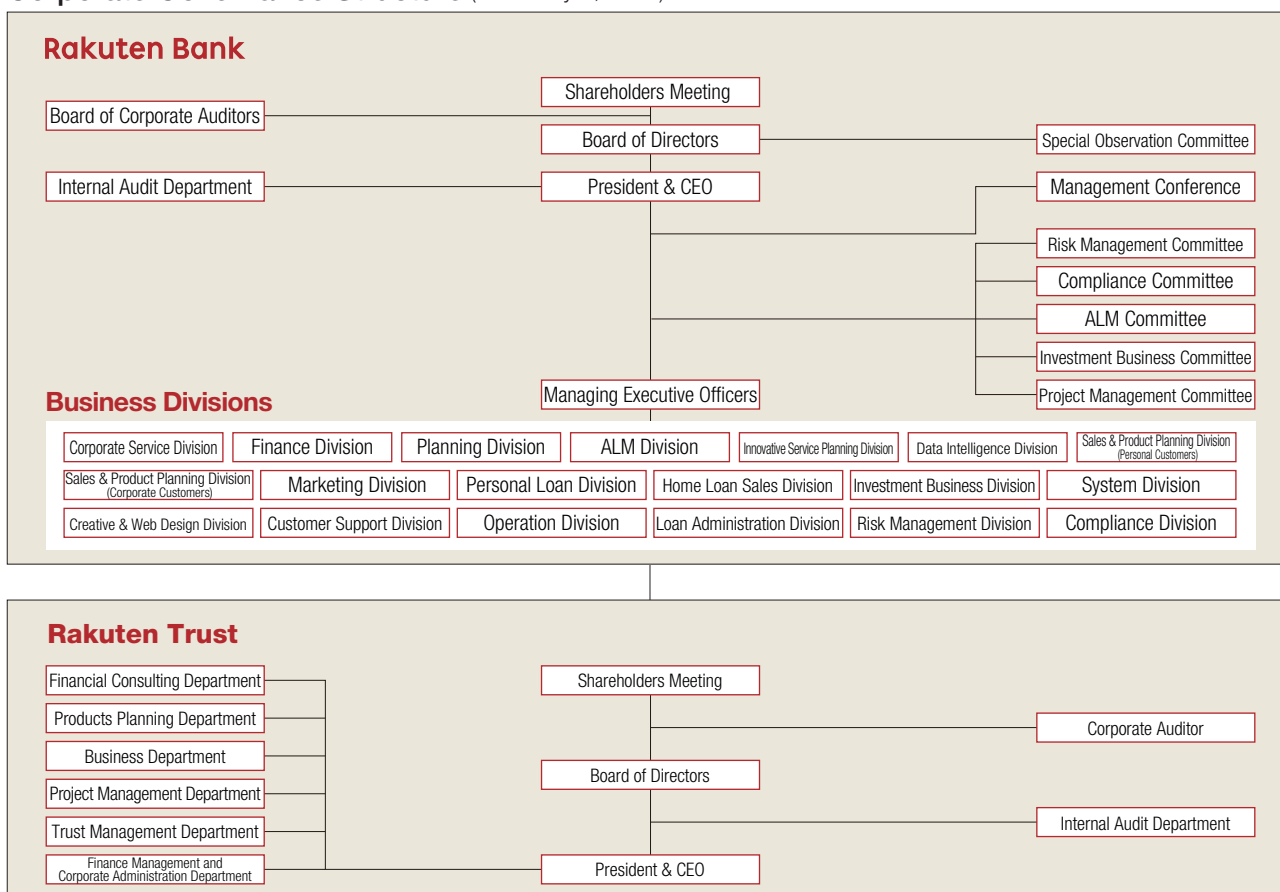 Rakuten Bank
Shareholders Meeting
Board of Corporate Auditors
Board of Directors
Special Observation Committee
Internal Audit Department
President & CEO
Management Conference
Risk Management Committee
Compliance Committee
ALM Committee
Investment Business Committee
Managing Executive Officers
Project Management Committee
Business Divisions
Corporate Service Division
Finance Division
Planning Division
ALM Division
Innovative Service Planning Division
Data Intelligence Division
Sales & Product Planning Division
(Personal Customers)
Sales & Product Planning Division
(Corporate Customers)
Marketing Division
Personal Loan Division
Home Loan Sales Division
Investment Business Division
System Division
Creative & Web Design Division
Customer Support Division
Operation Division
Loan Administration Division
Risk Management Division
Compliance Division
Rakuten Trust
Financial Consulting Department
Products Planning Department
Business Department
Project Management Department
Trust Management Department
Finance Management and
Corporate Administration Department
Shareholders Meeting
Corporate Auditor
Board of Directors
Internal Audit Department
President & CEO